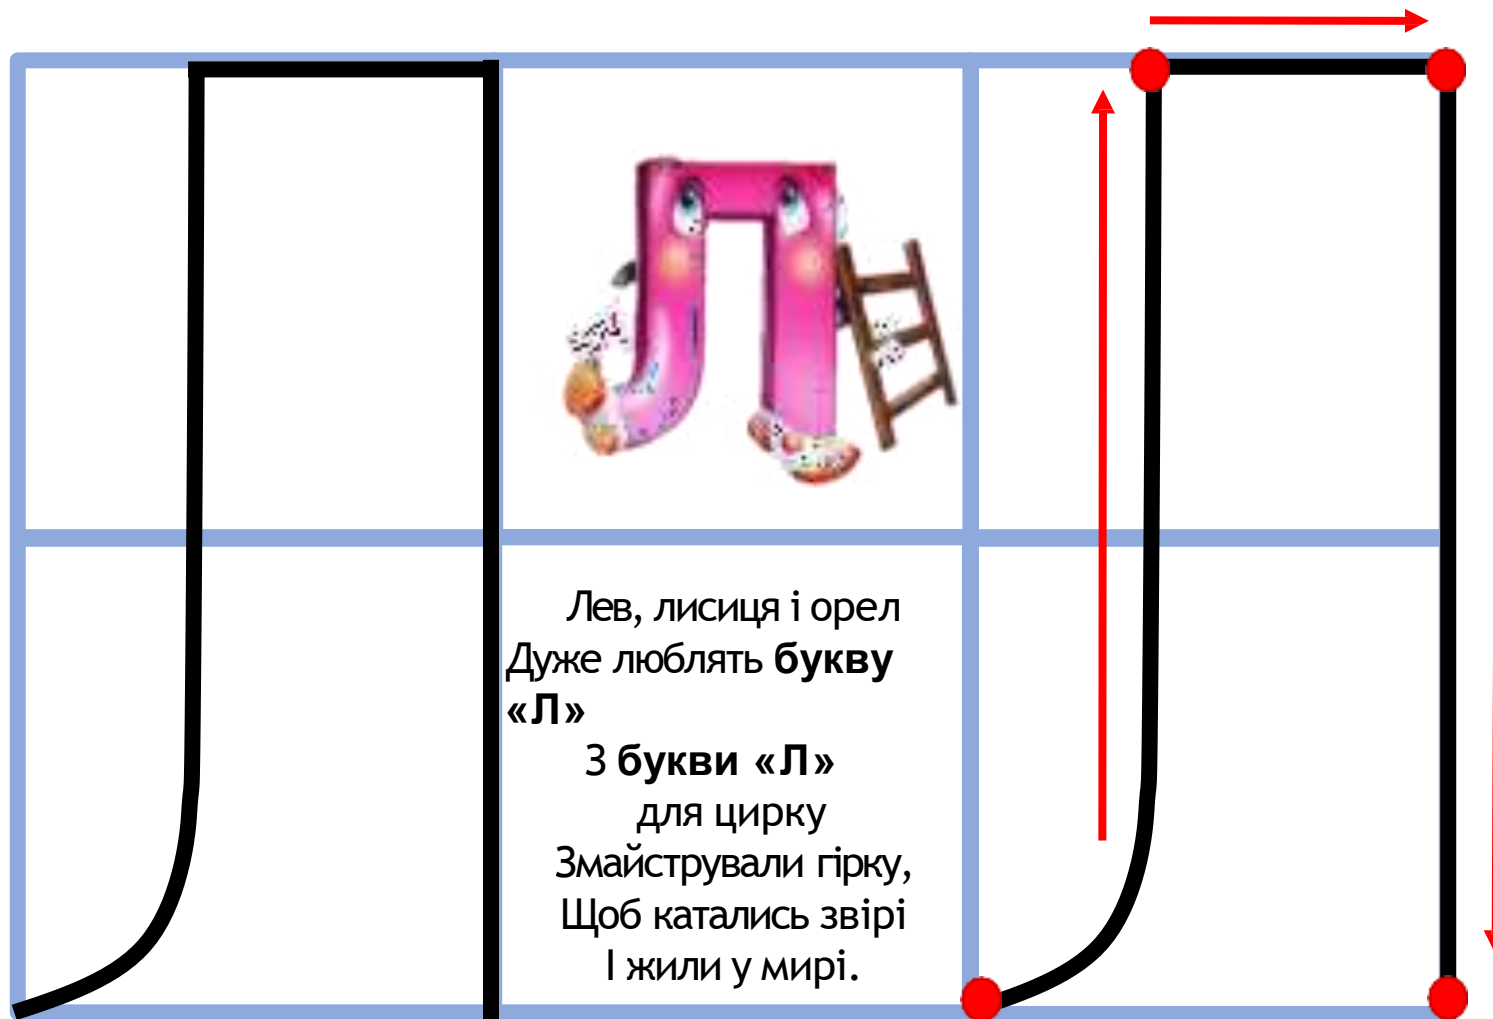 Лев, лисиця і орел
Дуже люблять букву
«Л»
З букви «Л»
для цирку
Змайстрували гірку,
Щоб катались звірі
І жили у мирі.